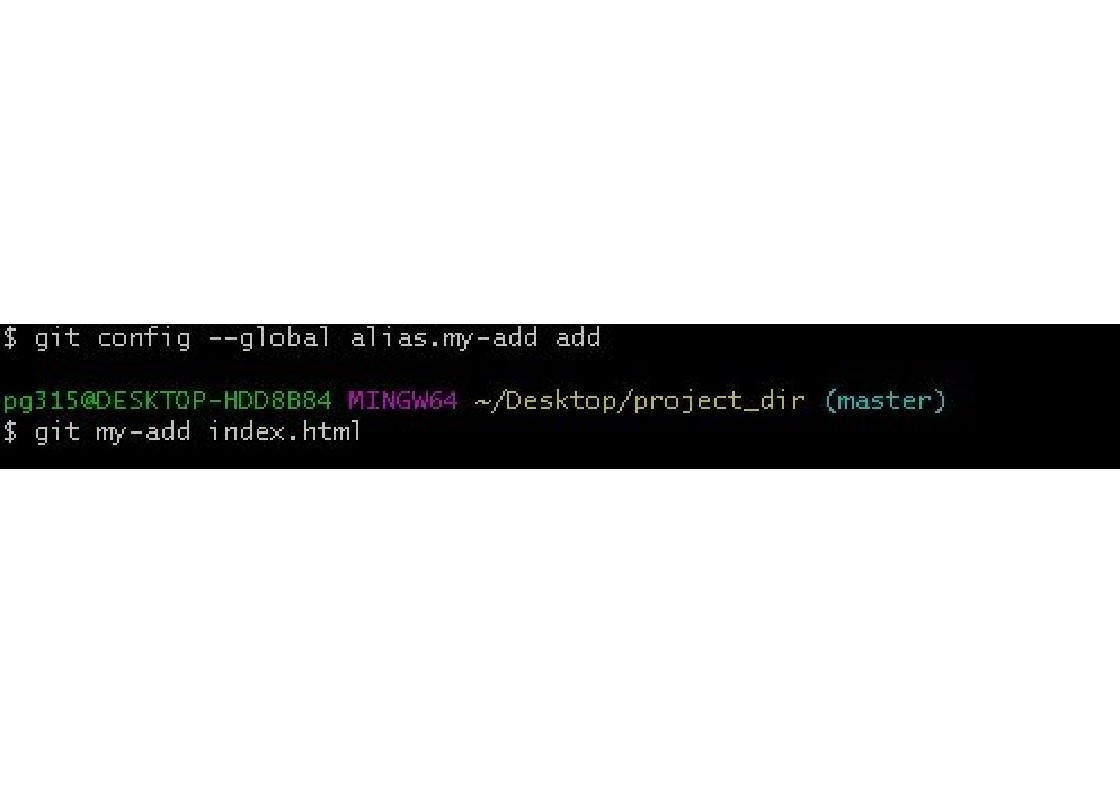 $ git config --global alias.my-add add
pg315@DESKTOP-HDD8B84 MINGW64 ~/Desktop/project_dir (master)
$ git my-add index.html